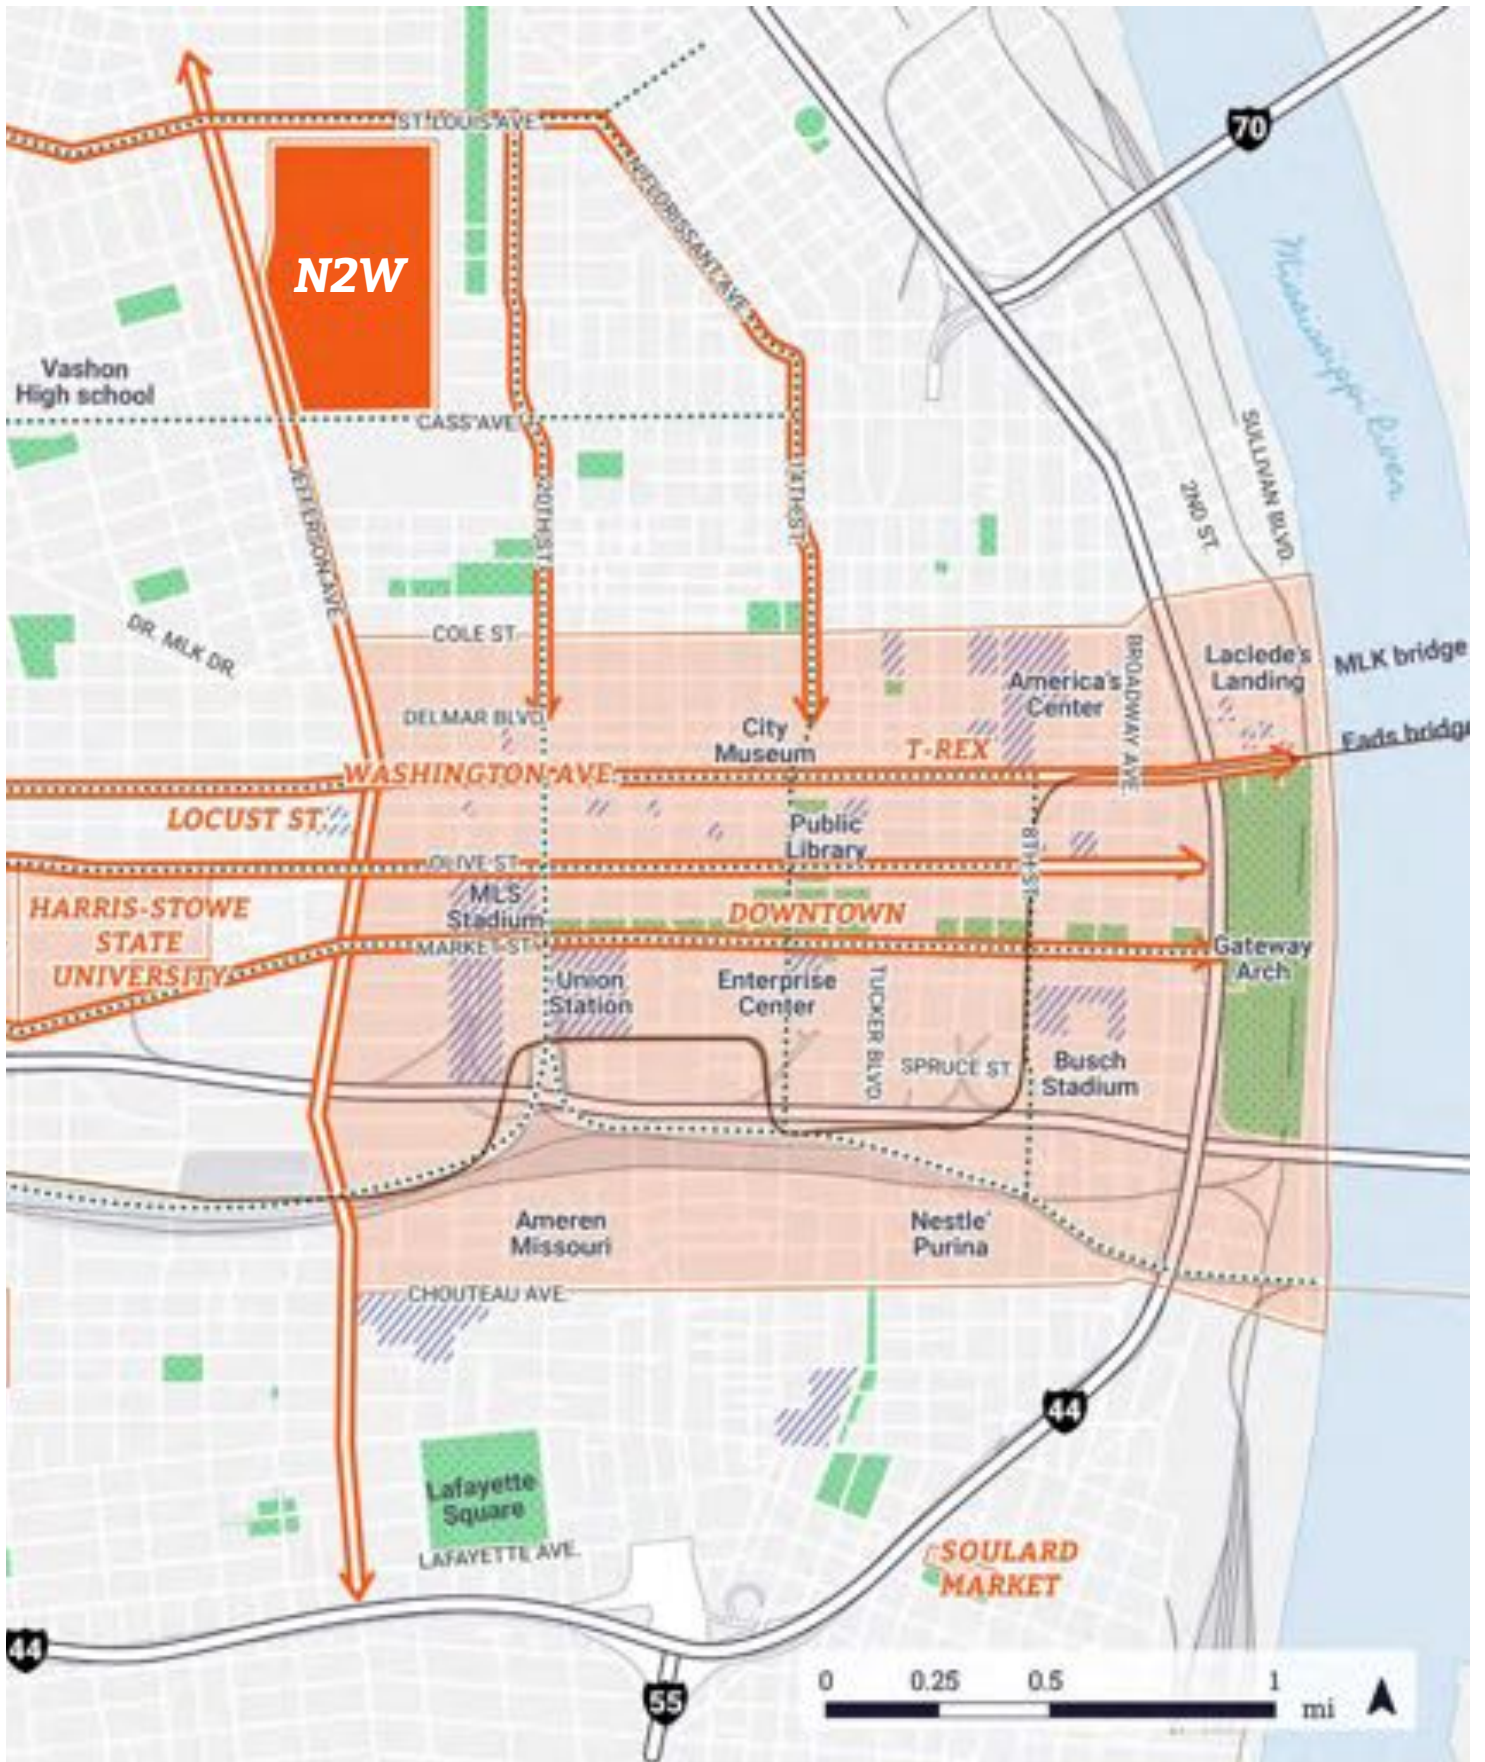 70
ST. LOUIS AVE.
N FLORISSANT AVE.
N2W
Mississippi River
Vashon
High school
CASS AVE.
SULLIVAN BLVD.
2ND ST.
JEFFERSON AVE.
20TH ST.
14TH ST.
DR. MLK DR.
COLE ST.
BROADWAY AVE.
Laclede's
Landing
MLK bridge
America's
Center
DELMAR BLVD.
City
Museum
T-REX
Eads bridge
WASHINGTON AVE.
LOCUST ST.
Public
Library
8TH ST.
OLIVE ST.
MLS
Stadium
HARRIS-STOWE
STATE
UNIVERSITY
DOWNTOWN
MARKET ST.
Gateway
Arch
Union
Station
Enterprise
Center
TUCKER BLVD.
SPRUCE ST.
Busch
Stadium
Ameren
Missouri
Nestle'
Purina
CHOUTEAU AVE.
44
Lafayette
Square
LAFAYETTE AVE.
SOULARD
MARKET
44
55
0 0.25 0.5 1
mi